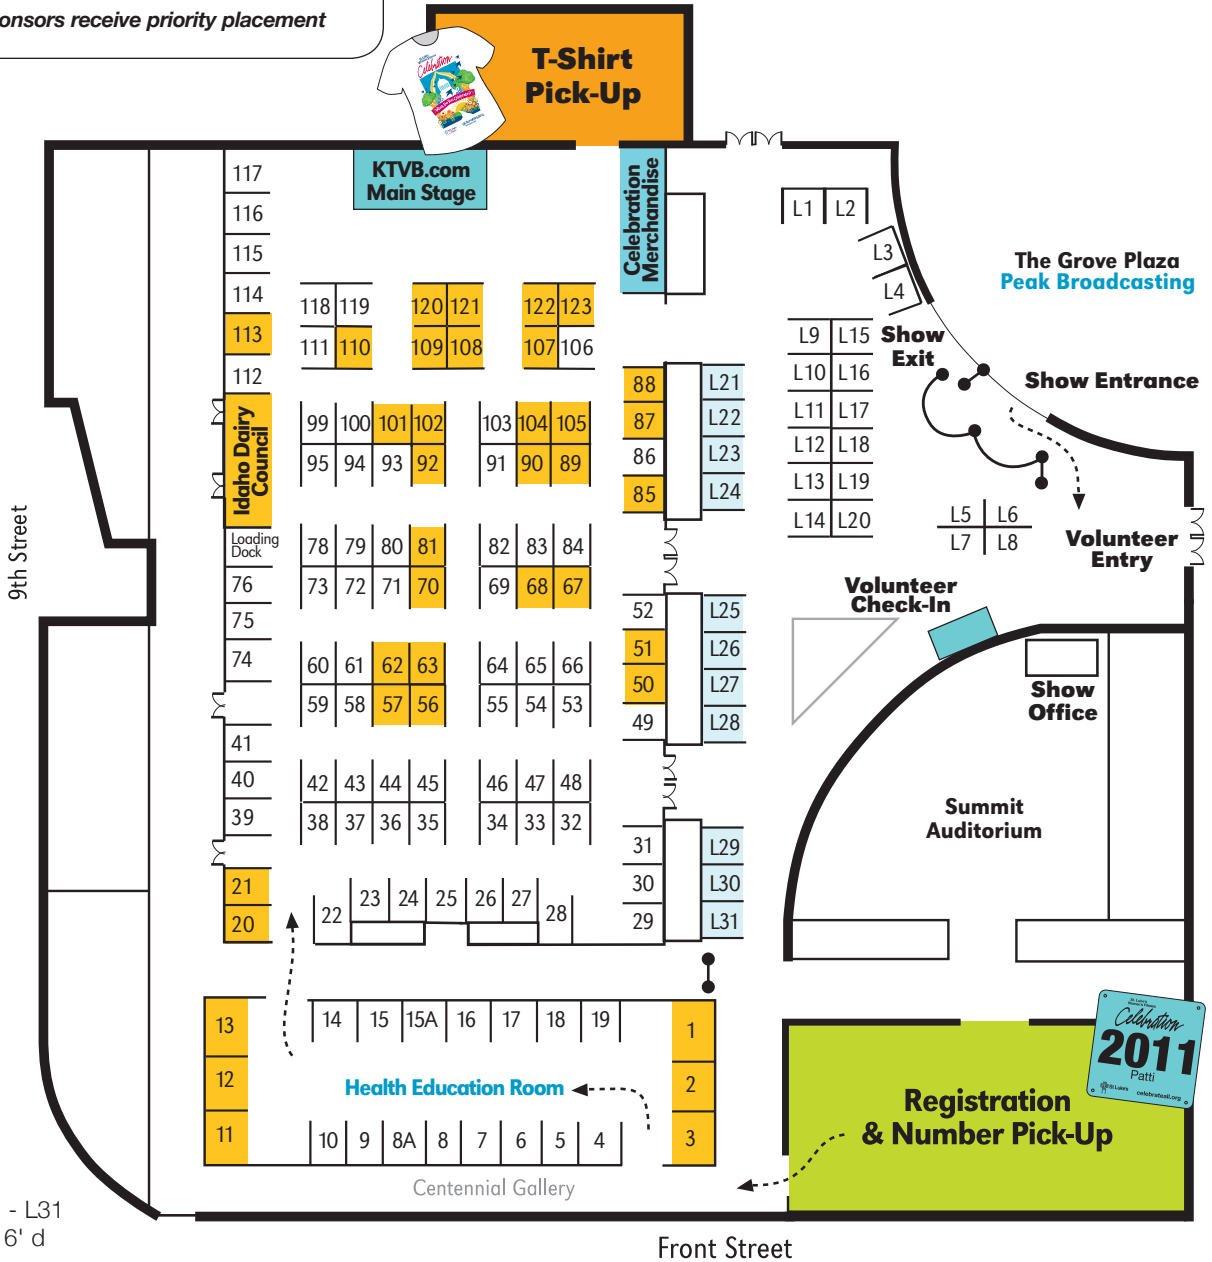 onsors receive priority placement
T-Shirt
Pick-Up
Celebration
KTVB.com
Main Stage
Celebration
Merchandise
117
116
115
114
113
112
Idaho Dairy
Council
Loading
Dock
76
75
74
41
40
39
21
20
118 119
111 110
120 121
109 108
122 123
107 106
99 100 101 102
95 94 93 92
103 104 105
91 90 89
78 79 80 81
73 72 71 70
82 83 84
69 68 67
60 61 62 63
59 58 57 56
64 65 66
55 54 53
42 43 44 45
38 37 36 35
46 47 48
34 33 32
22 23 24 25 26 27 28
88
87
86
85
52
51
50
49
31
30
29
L21
L22
L23
L24
L25
L26
L27
L28
L29
L30
L31
L1 L2
L3
L4
L9 L15
L10 L16
L11 L17
L12 L18
L13 L19
L14 L20
L5 L6
L7 L8
The Grove Plaza
Peak Broadcasting
Show
Exit
Show Entrance
Volunteer
Entry
Volunteer
Check-In
Show
Office
Summit
Auditorium
9th Street
13
12
11
14 15 15A 16 17 18 19
1
2
3
Health Education Room
10 9 8A 8 7 6 5 4
Centennial Gallery
Celebration
2011
Patti
St Luke's
celebrateall.org
Registration
& Number Pick-Up
- L31
6' d
Front Street